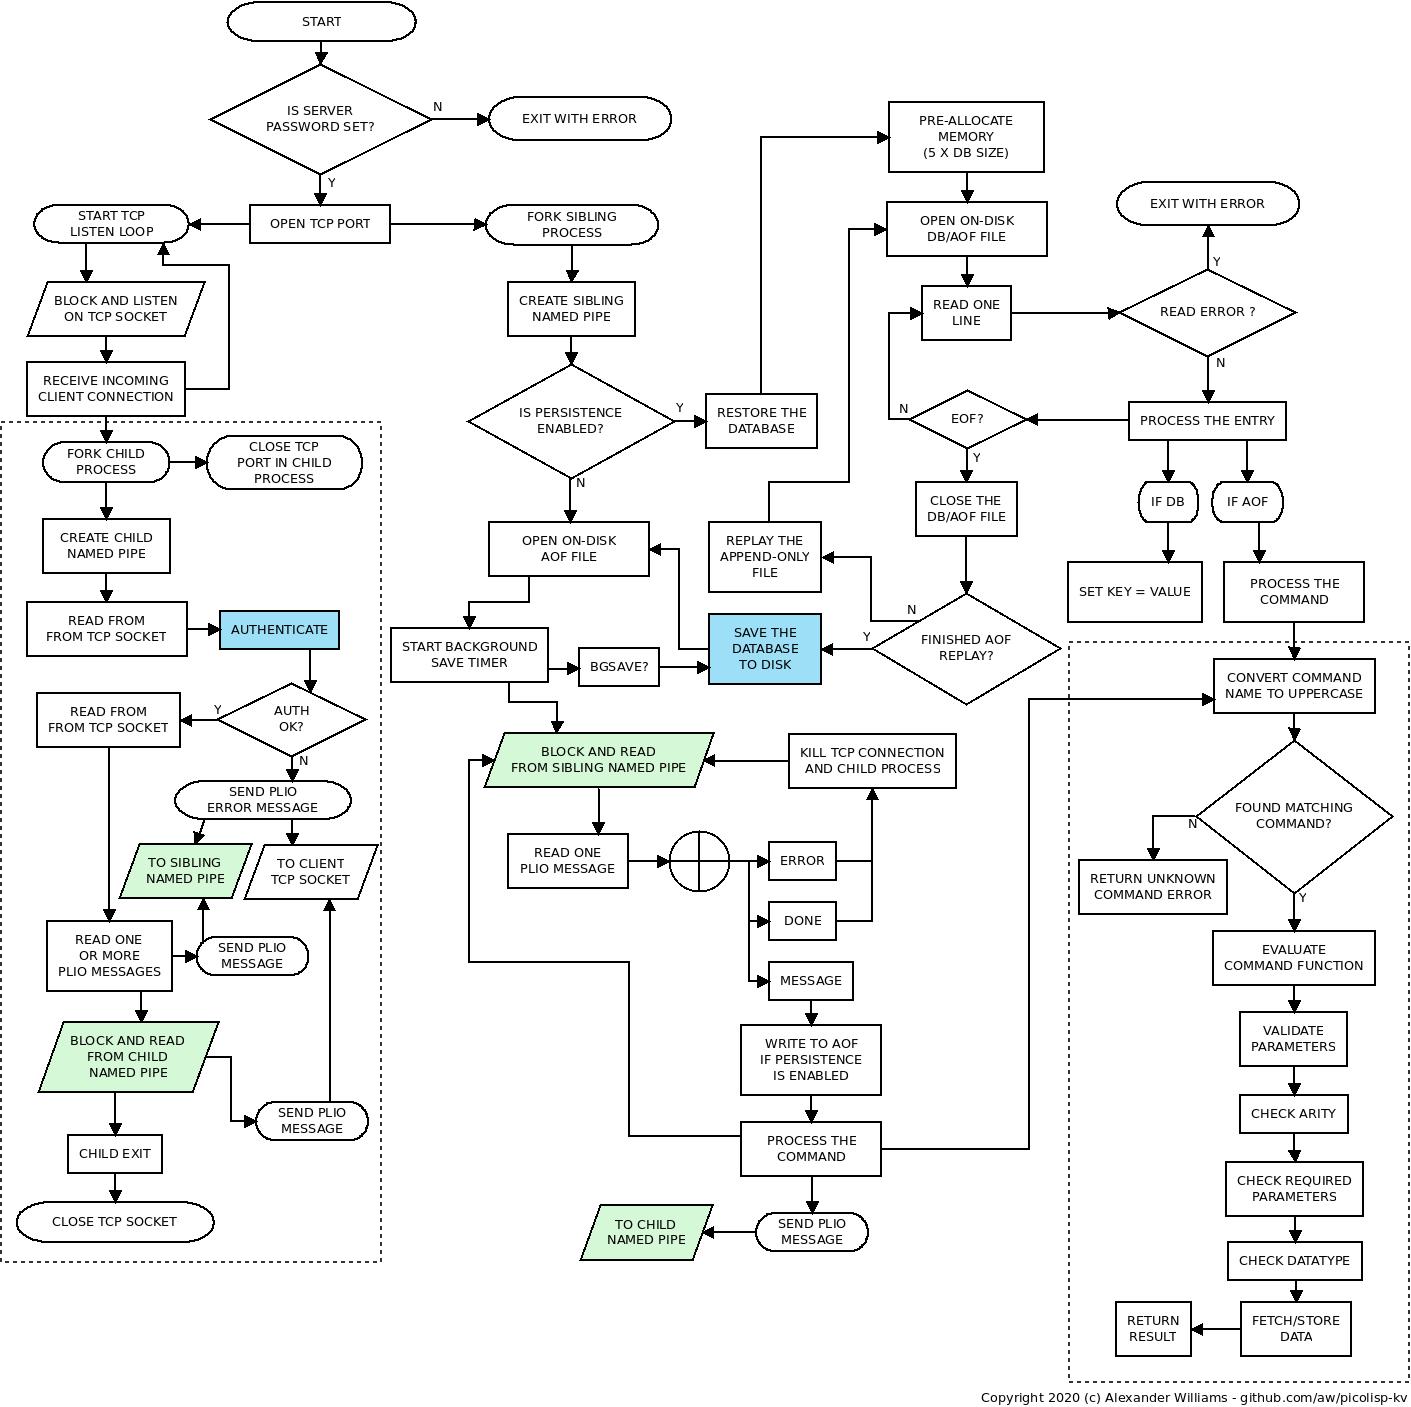 START
IS SERVER
PASSWORD SET?
N
EXIT WITH ERROR
Y
OPEN TCP PORT
START TCP
LISTEN LOOP
BLOCK AND LISTEN
ON TCP SOCKET
RECEIVE INCOMING
CLIENT CONNECTION
FORK CHILD
PROCESS
CLOSE TCP
PORT IN CHILD
PROCESS
CREATE CHILD
NAMED PIPE
READ FROM
FROM TCP SOCKET
AUTHENTICATE
AUTH
OK?
Y
N
READ FROM
FROM TCP SOCKET
SEND PLIO
ERROR MESSAGE
TO SIBLING
NAMED PIPE
TO CLIENT
TCP SOCKET
READ ONE
OR MORE
PLIO MESSAGES
SEND PLIO
MESSAGE
BLOCK AND READ
FROM CHILD
NAMED PIPE
SEND PLIO
MESSAGE
CHILD EXIT
CLOSE TCP SOCKET
FORK SIBLING
PROCESS
CREATE SIBLING
NAMED PIPE
IS PERSISTENCE
ENABLED?
Y
N
RESTORE THE
DATABASE
OPEN ON-DISK
AOF FILE
START BACKGROUND
SAVE TIMER
BGSAVE?
SAVE THE
DATABASE
TO DISK
REPLAY THE
APPEND-ONLY
FILE
BLOCK AND READ
FROM SIBLING NAMED PIPE
KILL TCP CONNECTION
AND CHILD PROCESS
READ ONE
PLIO MESSAGE
ERROR
DONE
MESSAGE
WRITE TO AOF
IF PERSISTENCE
IS ENABLED
PROCESS THE
COMMAND
SEND PLIO
MESSAGE
TO CHILD
NAMED PIPE
PRE-ALLOCATE
MEMORY
(5 X DB SIZE)
OPEN ON-DISK
DB/AOF FILE
READ ONE
LINE
EXIT WITH ERROR
Y
READ ERROR ?
N
PROCESS THE ENTRY
EOF?
N
Y
CLOSE THE
DB/AOF FILE
FINISHED AOF
REPLAY?
N
Y
IF DB
IF AOF
SET KEY = VALUE
PROCESS THE
COMMAND
CONVERT COMMAND
NAME TO UPPERCASE
FOUND MATCHING
COMMAND?
N
Y
RETURN UNKNOWN
COMMAND ERROR
EVALUATE
COMMAND FUNCTION
VALIDATE
PARAMETERS
CHECK ARITY
CHECK REQUIRED
PARAMETERS
CHECK DATATYPE
FETCH/STORE
DATA
RETURN
RESULT
Copyright 2020 (c) Alexander Williams - github.com/aw/picolisp-kv